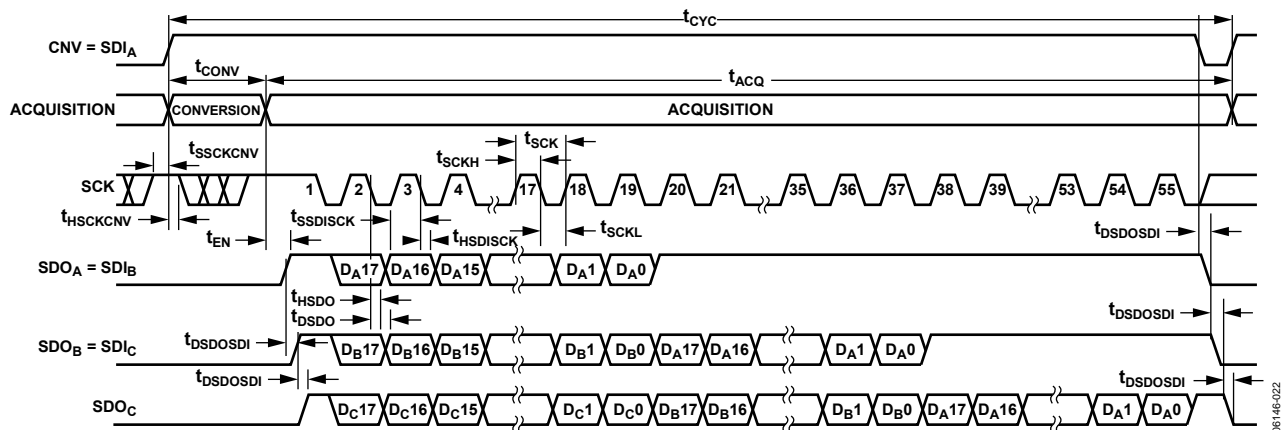 tCYC
CNV = SDIA
tCONV
tACQ
ACQUISITION CONVERSION ACQUISITION
tSSCKCNV
tSCK
tSCKH
SCK 1 2 3 4 17 18 19 20 21 35 36 37 38 39 53 54 55
tHSCKCNV
tSSDISCK
tEN
tHSDISCK
tSCKL
tDSDOSDI
SDOA = SDIB DA17 DA16 DA15 DA1 DA0
tHSDO
tDSDO
tDSDOSDI
tDSDOSDI
SDOB = SDIC DB17 DB16 DB15 DB1 DB0 DA17 DA16 DA1 DA0
tDSDOSDI
tDSDOSDI
SDOC DC17 DC16 DC15 DC1 DC0 DB17 DB16 DB1 DB0 DA17 DA16 DA1 DA0
06146-022